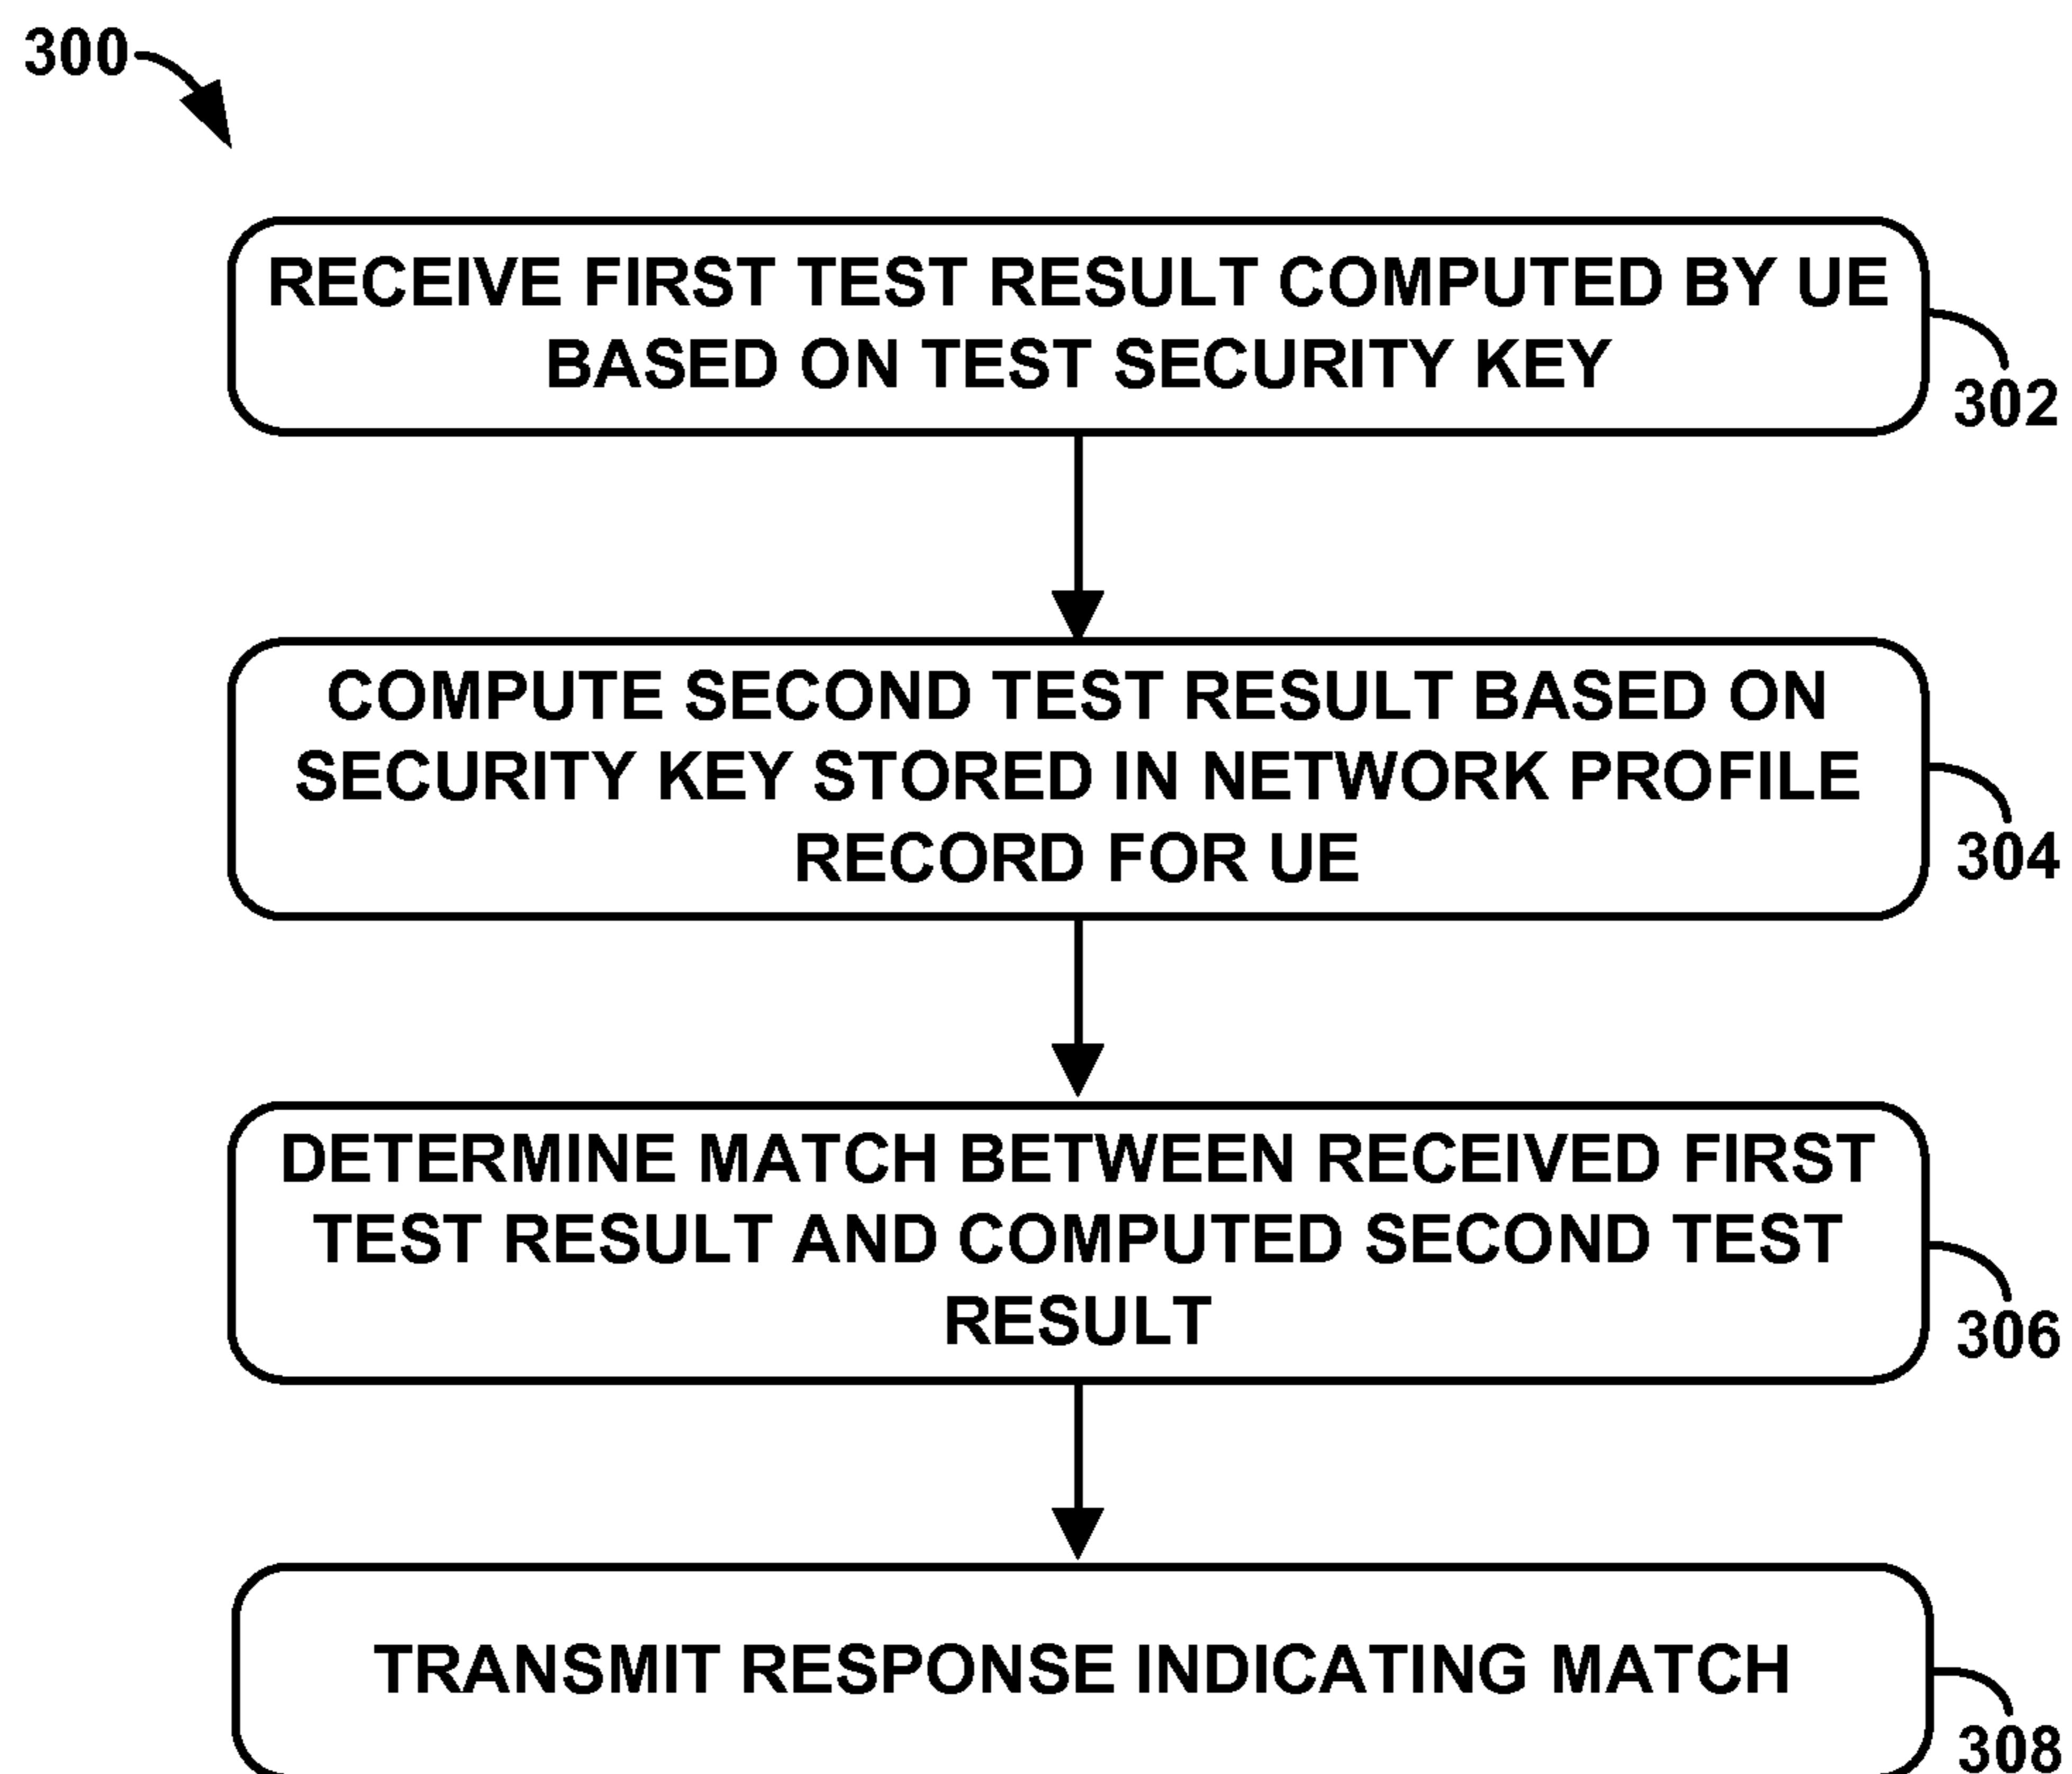 300
RECEIVE FIRST TEST RESULT COMPUTED BY UE
BASED ON TEST SECURITY KEY
302
COMPUTE SECOND TEST RESULT BASED ON
SECURITY KEY STORED IN NETWORK PROFILE
RECORD FOR UE
304
DETERMINE MATCH BETWEEN RECEIVED FIRST
TEST RESULT AND COMPUTED SECOND TEST
RESULT
306
TRANSMIT RESPONSE INDICATING MATCH
308